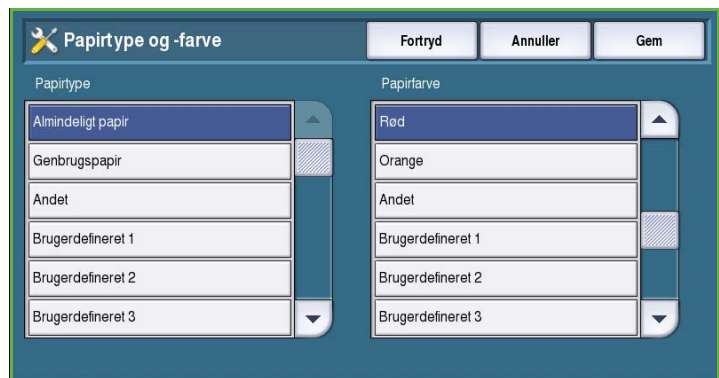 Papirtype og -farve
Fortryd
Annuller
Gem
Papirtype
Almindeligt papir
Genbrugspapir
Andet
Brugerdefineret 1
Brugerdefineret 2
Brugerdefineret 3
Papirfarve
Rød
Orange
Andet
Brugerdefineret 1
Brugerdefineret 2
Brugerdefineret 3